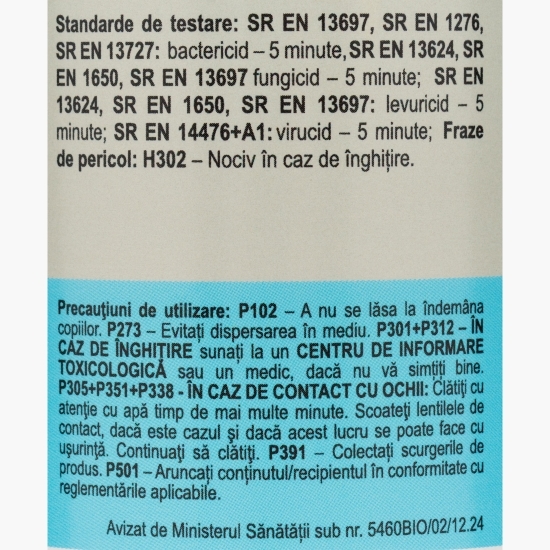 Standarde de testare: SR EN 13697, SR EN 1276,
SR EN 13727: bactericid – 5 minute, SR EN 13624, SR
EN 1650, SR EN 13697 fungicid – 5 minute; SR EN
13624, SR EN 1650, SR EN 13697: levuricid – 5
minute; SR EN 14476+A1: virucid – 5 minute; Fraze
de pericol: H302 – Nociv în caz de înghițire.
Precauţiuni de utilizare: P102 – A nu se lăsa la îndemâna
copiilor. P273 – Evitați dispersarea în mediu. P301+P312 – ÎN
CAZ DE ÎNGHIȚIRE sunați la un CENTRU DE INFORMARE
TOXICOLOGICĂ sau un medic, dacă nu vă simțiți bine.
P305+P351+P338 - ÎN CAZ DE CONTACT CU OCHII: Clătiți cu
atenţie cu apă timp de mai multe minute. Scoateţi lentilele de
contact, dacă este cazul şi dacă acest lucru se poate face cu
uşurinţă. Continuaţi să clătiţi. P391 – Colectați scurgerile de
produs. P501 – Aruncați conținutul/recipientul în conformitate cu
reglementările aplicabile.
Avizat de Ministerul Sănătății sub nr. 5460BIO/02/12.24